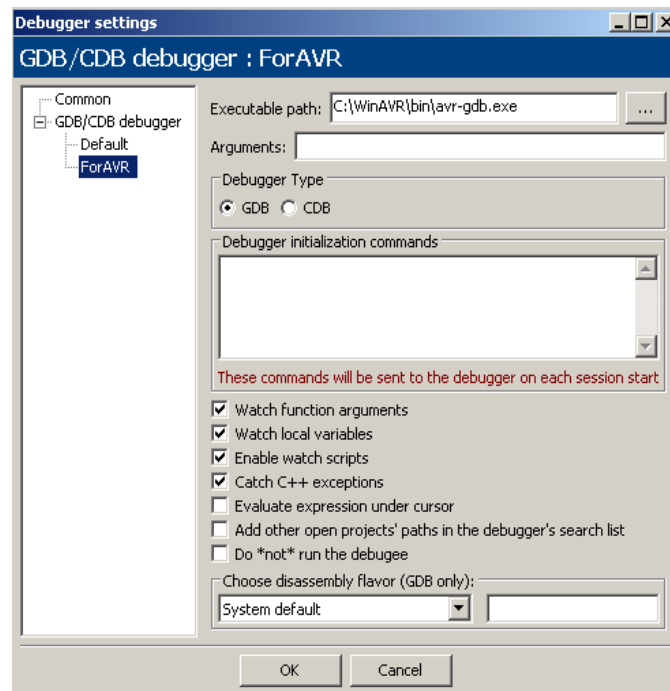 Debugger settings
GDB/CDB debugger : ForAVR
Common
GDB/CDB debugger
Default
ForAVR
Executable path: C:\WinAVR\bin\avr-gdb.exe ...
Arguments:
Debugger Type
GDB CDB
Debugger initialization commands
These commands will be sent to the debugger on each session start
Watch function arguments
Watch local variables
Enable watch scripts
Catch C++ exceptions
Evaluate expression under cursor
Add other open projects' paths in the debugger's search list
Do *not* run the debugee
Choose disassembly flavor (GDB only):
System default
OK Cancel